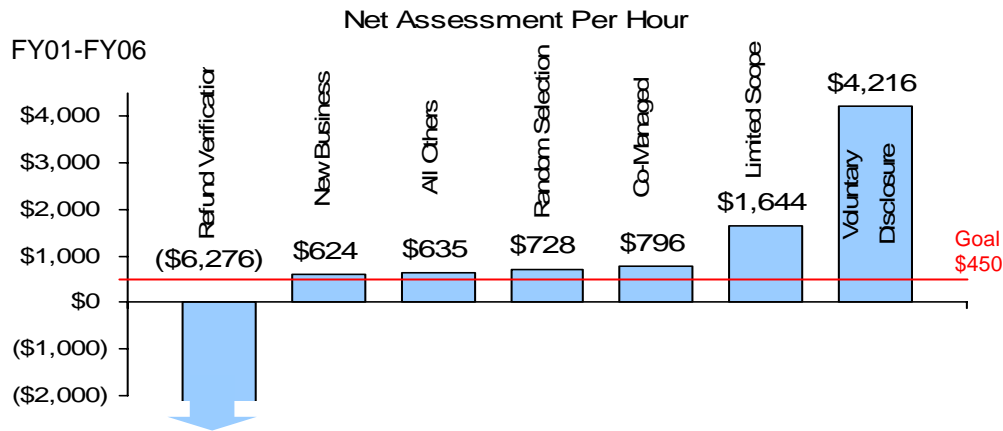 Net Assessment Per Hour
FY01-FY06
$4,000
$3,000
$2,000
$1,000
$0
($1,000)
($2,000)
Refund Verification
($6,276)
New Business
$624
All Others
$635
Random Selection
$728
Co-Managed
$796
Limited Scope
$1,644
$4,216
Voluntary
Disclosure
Goal
$450